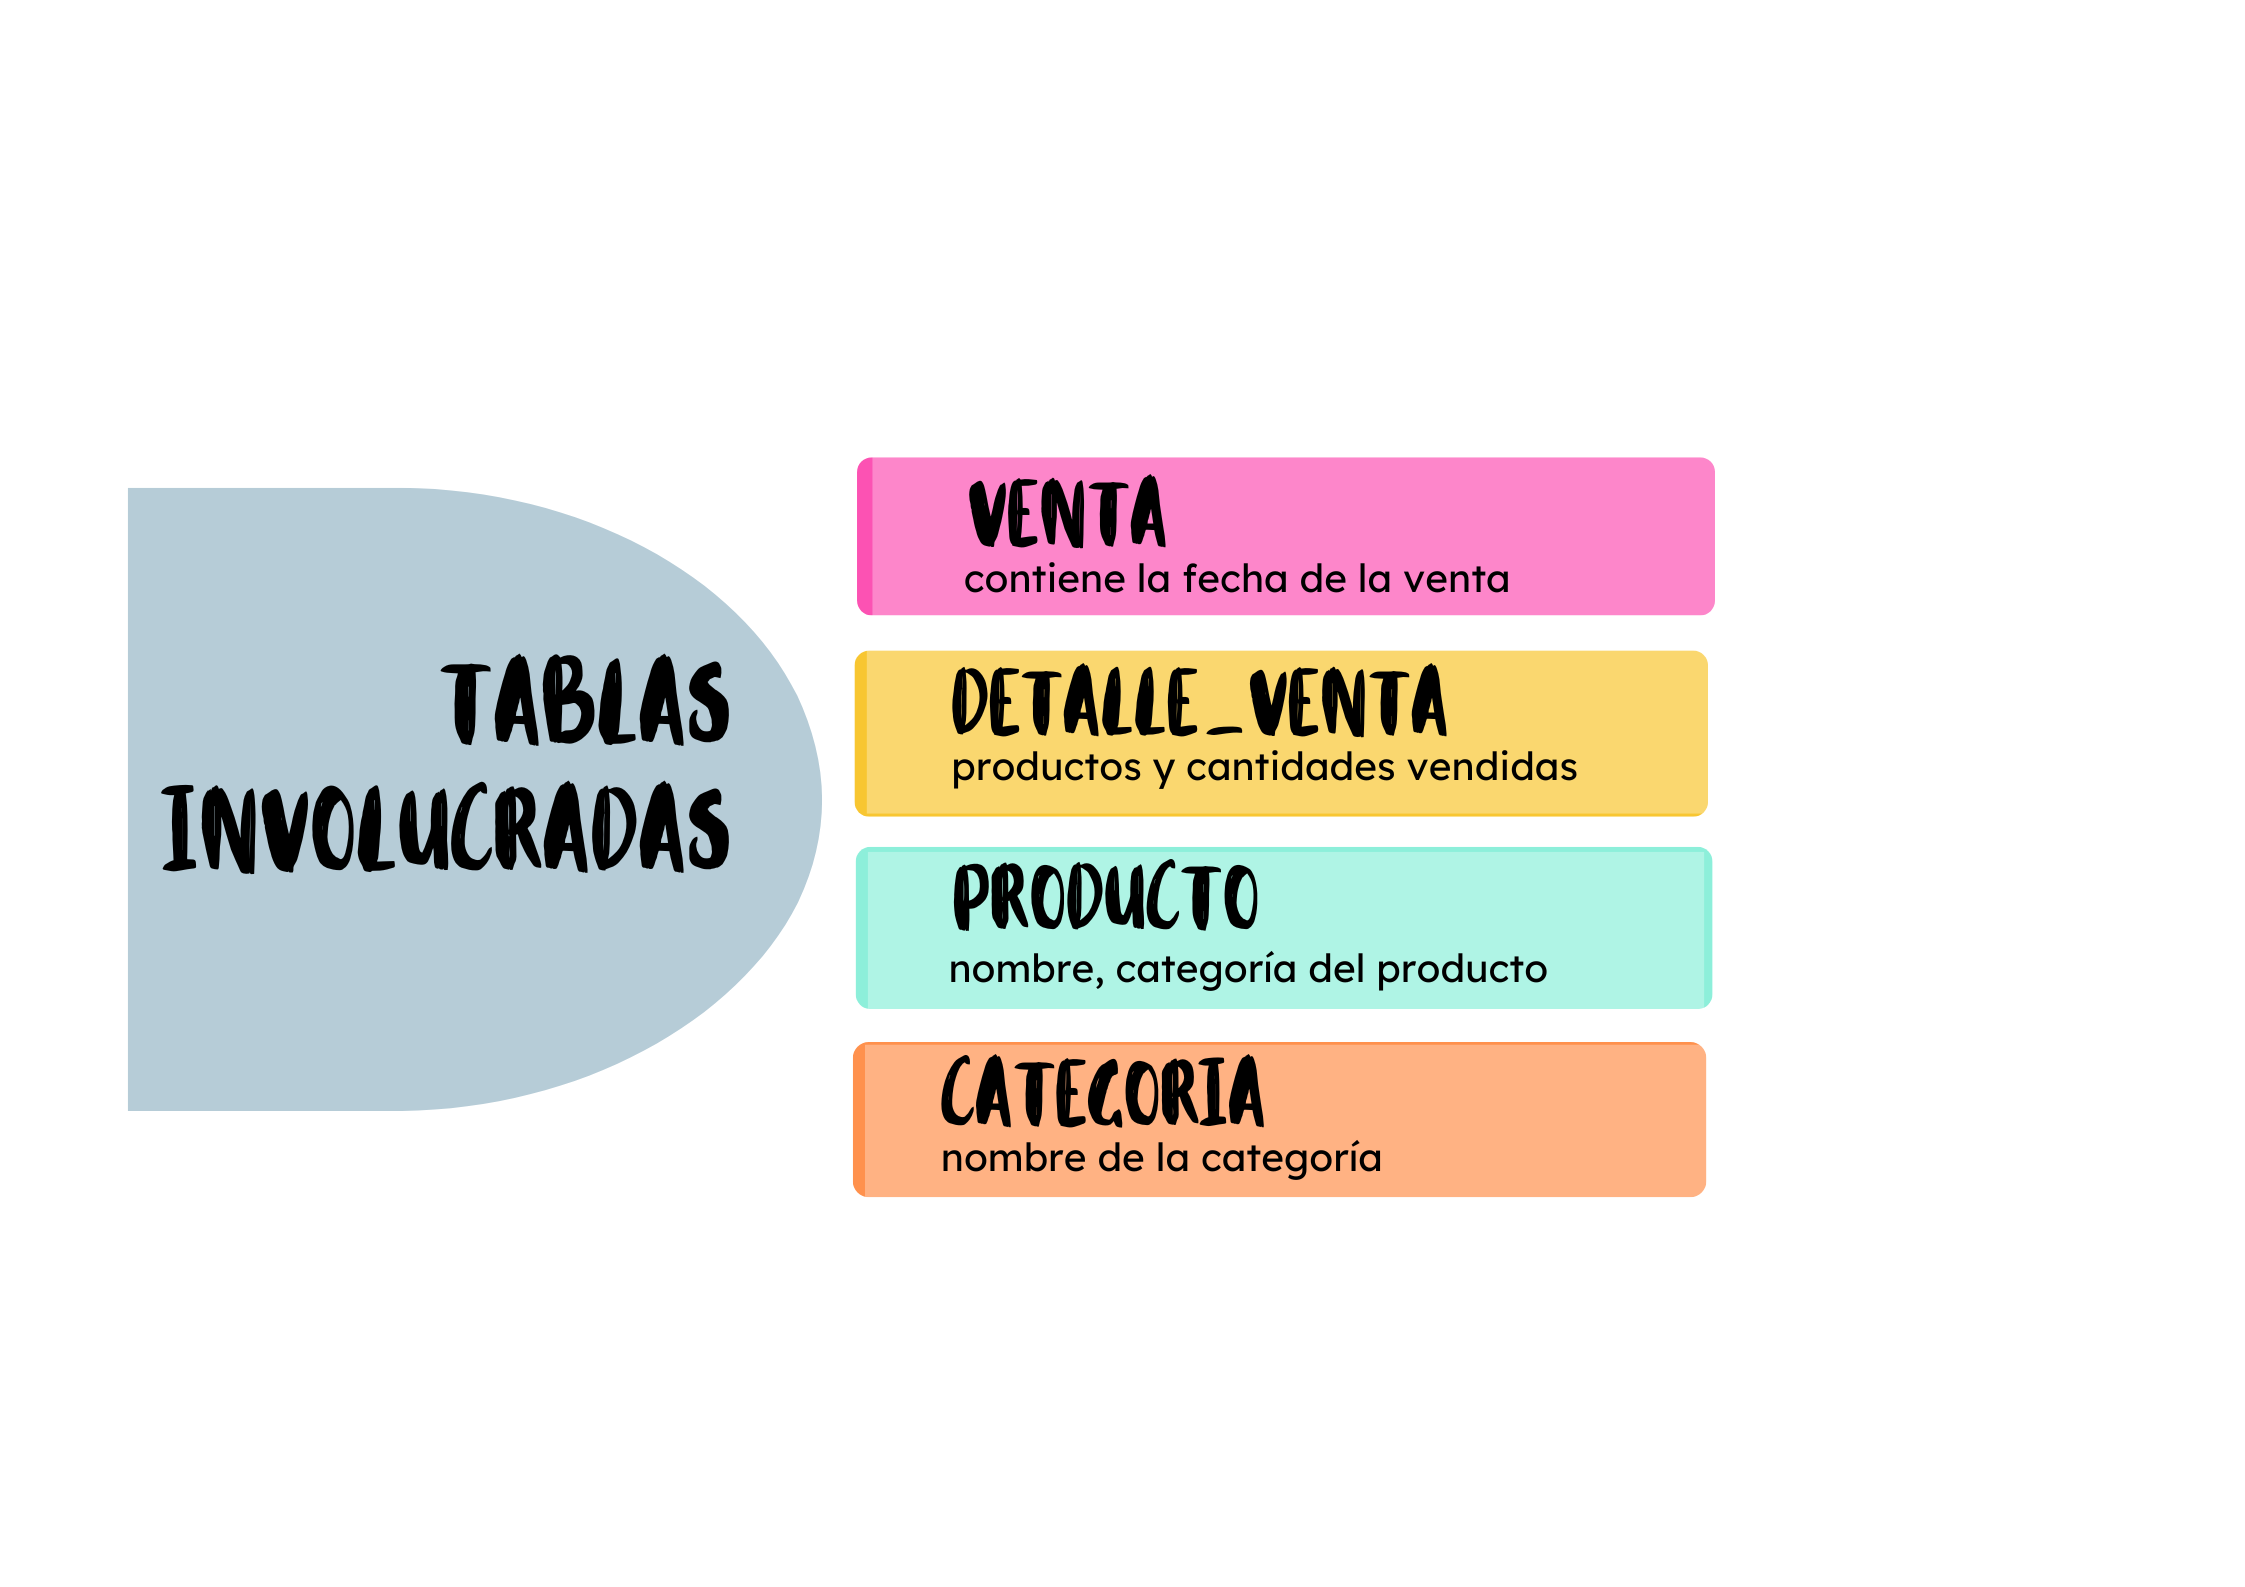 TABLAS
INVOLUCRADAS
VENTA
contiene la fecha de la venta
DETALLE_VENTA
productos y cantidades vendidas
PRODUCTO
nombre, categoría del producto
CATEGORIA
nombre de la categoría